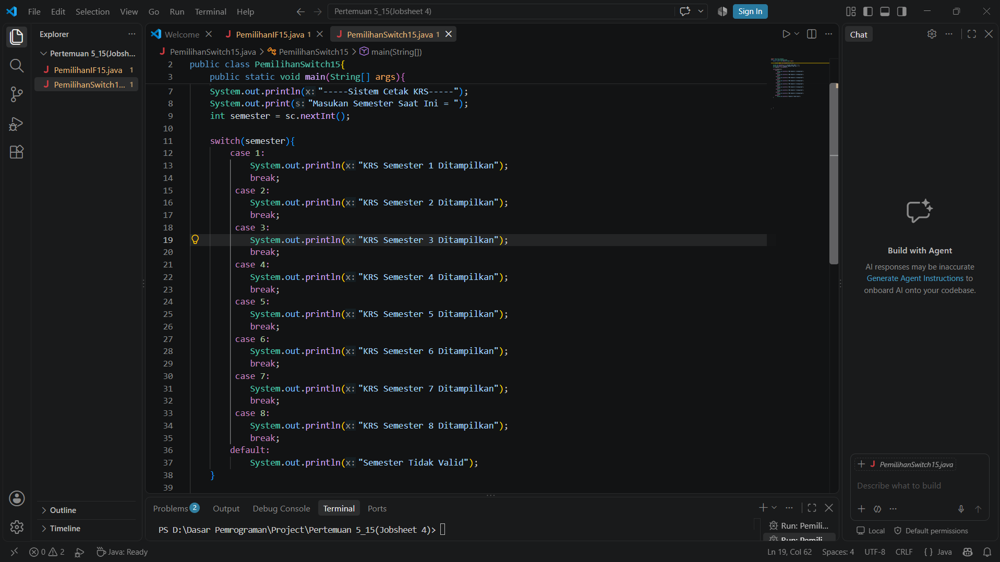 File Edit Selection View Go Run Terminal Help
Pertemuan 5_15(Jobsheet 4)
Sign In
Explorer
Pertemuan 5_15(Jobsh...
PemilihanIF15.java 1
PemilihanSwitch1... 1
Outline
Timeline
Welcome
PemilihanIF15.java 1
PemilihanSwitch15.java 1
PemilihanSwitch15.java > PemilihanSwitch15 > main(String[])
2 public class PemilihanSwitch15{
3 public static void main(String[] args){
7 System.out.println(x: "-----Sistem Cetak KRS-----");
8 System.out.print(s: "Masukan Semester Saat Ini = ");
9 int semester = sc.nextInt();
10
11 switch(semester){
12 case 1:
13 System.out.println(x: "KRS Semester 1 Ditampilkan");
14 break;
15 case 2:
16 System.out.println(x: "KRS Semester 2 Ditampilkan");
17 break;
18 case 3:
19 System.out.println(x: "KRS Semester 3 Ditampilkan");
20 break;
21 case 4:
22 System.out.println(x: "KRS Semester 4 Ditampilkan");
23 break;
24 case 5:
25 System.out.println(x: "KRS Semester 5 Ditampilkan");
26 break;
27 case 6:
28 System.out.println(x: "KRS Semester 6 Ditampilkan");
29 break;
30 case 7:
31 System.out.println(x: "KRS Semester 7 Ditampilkan");
32 break;
33 case 8:
34 System.out.println(x: "KRS Semester 8 Ditampilkan");
35 break;
36 default:
37 System.out.println(x: "Semester Tidak Valid");
38 }
39
Problems 2 Output Debug Console Terminal Ports
PS D:\Dasar Pemrograman\Project\Pertemuan 5_15(Jobsheet 4)>
Run: Pemili...
Run: Pemili...
Chat
Build with Agent
AI responses may be inaccurate
Generate Agent Instructions to
onboard AI onto your codebase.
PemilihanSwitch15.java
Describe what to build
Local Default permissions
0 2 Java: Ready
Ln 19, Col 62 Spaces: 4 UTF-8 CRLF { } Java